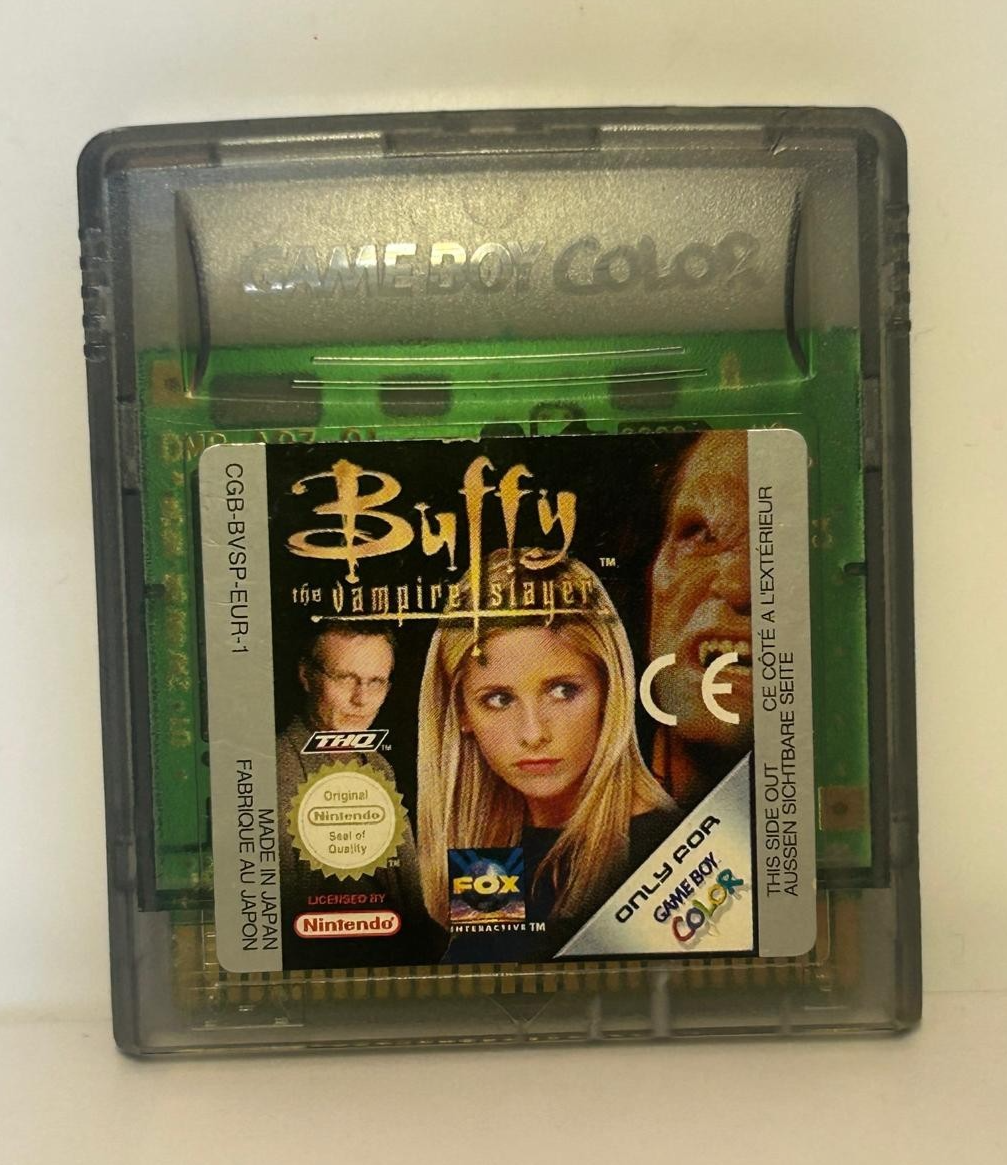 GAME BOY COLOR
CGB-BVSP-EUR-1
MADE IN JAPAN
FABRIQUE AU JAPON
Buffy
the vampire slayer
TM
THQ
TM
Original
Nintendo
Seal of
Quality
TM
LICENSED BY
Nintendo
FOX
INTERACTIVE TM
CE
ONLY FOR
GAME BOY
COLOR
THIS SIDE OUT CE CÔTÉ A L'EXTÉRIEUR
AUSSEN SICHTBARE SEITE